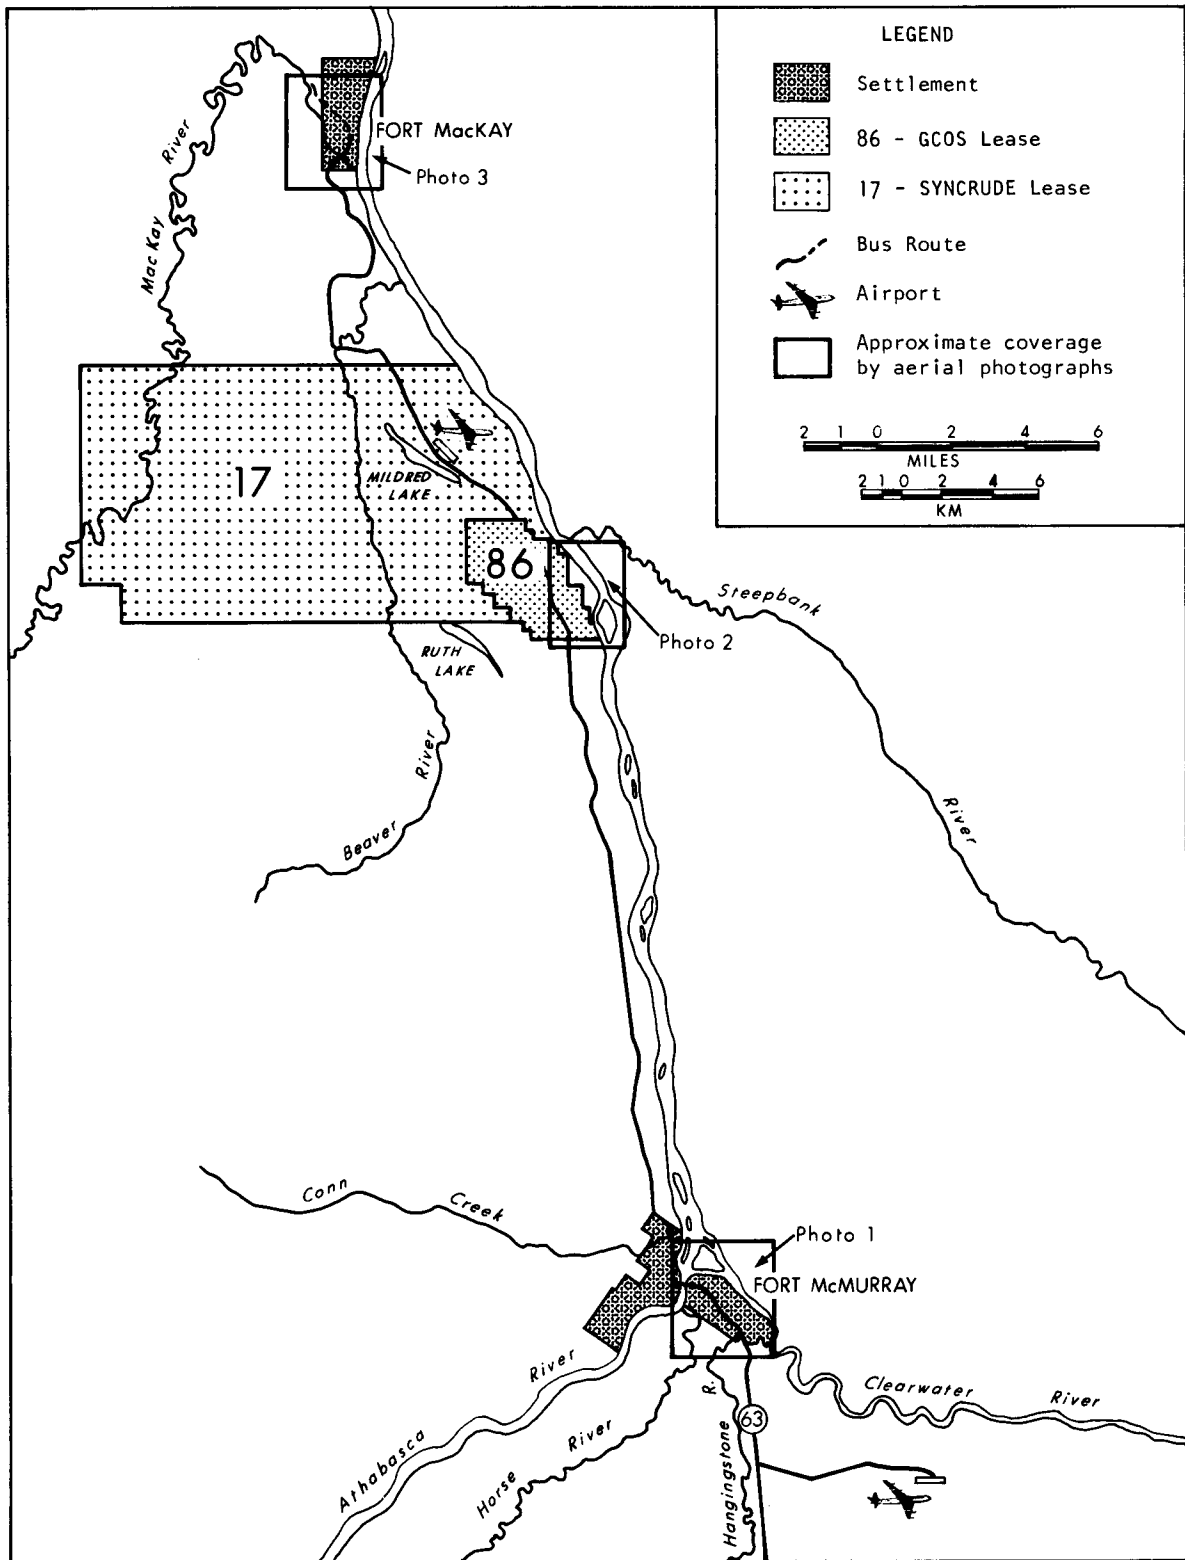 LEGEND
Settlement
86 - GCOS Lease
17 - SYNCRUDE Lease
Bus Route
Airport
Approximate coverage
by aerial photographs
2 1 0 2 4 6
MILES
2 1 0 2 4 6
KM
FORT MacKAY
Photo 3
MacKay River
17
MILDRED
LAKE
86
Steepbank River
Photo 2
RUTH
LAKE
Beaver River
Conn Creek
Photo 1
FORT McMURRAY
Athabasca River
Horse River
Hangingstone R.
63
Clearwater River